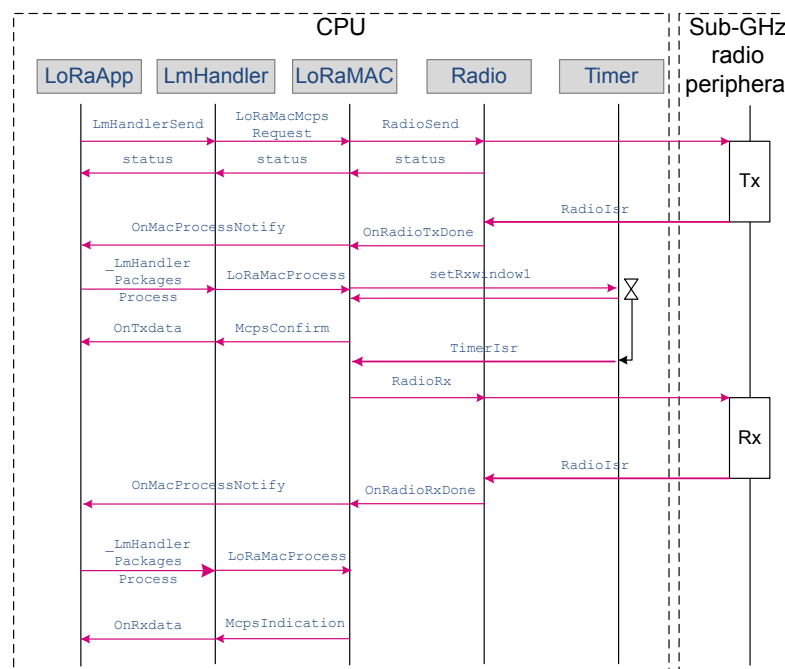 CPU
Sub-GHz
radio
periphera
LoRaApp
LmHandler
LoRaMAC
Radio
Timer
LmHandlerSend
LoRaMacMcps
Request
RadioSend
status
status
status
Tx
RadioIsr
OnMacProcessNotify
OnRadioTxDone
_LmHandler
Packages
Process
LoRaMacProcess
setRxwindow1
OnTxdata
McpsConfirm
TimerIsr
RadioRx
Rx
RadioIsr
OnMacProcessNotify
OnRadioRxDone
_LmHandler
Packages
Process
LoRaMacProcess
OnRxdata
McpsIndication